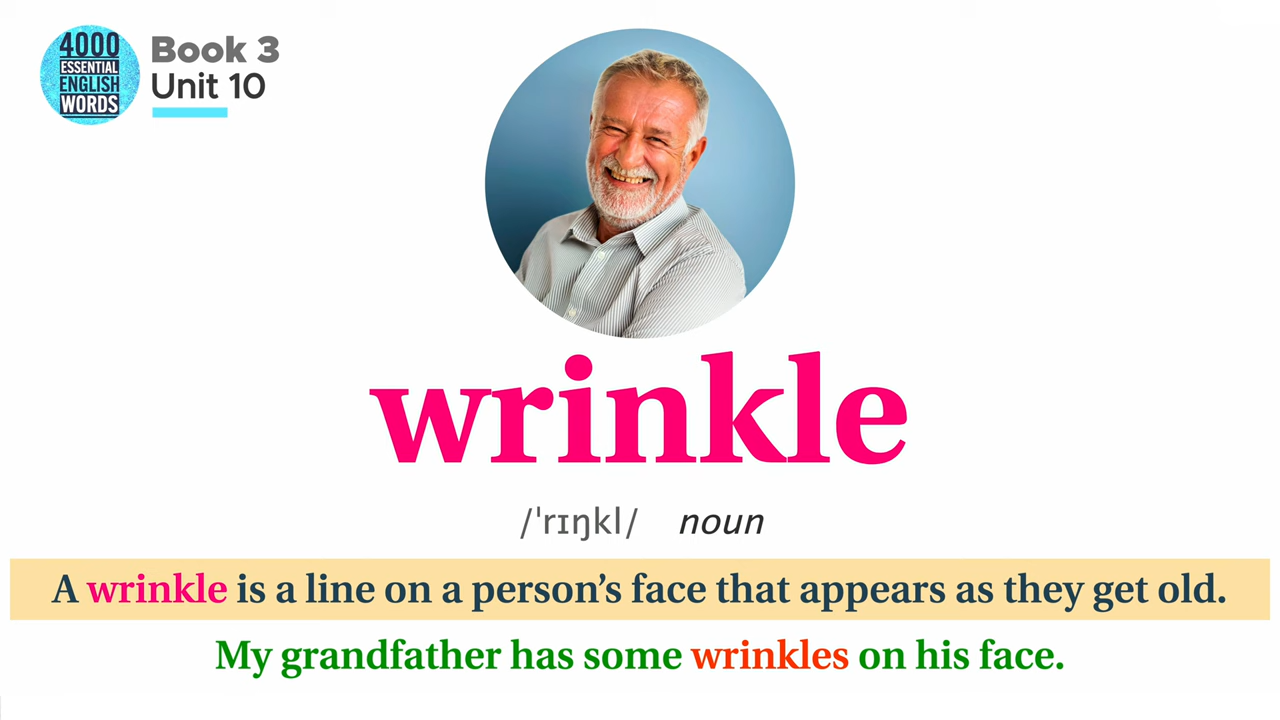 4000
ESSENTIAL
ENGLISH
WORDS
Book 3
Unit 10
wrinkle
/ˈrɪŋkl/ noun
A wrinkle is a line on a person’s face that appears as they get old.
My grandfather has some wrinkles on his face.